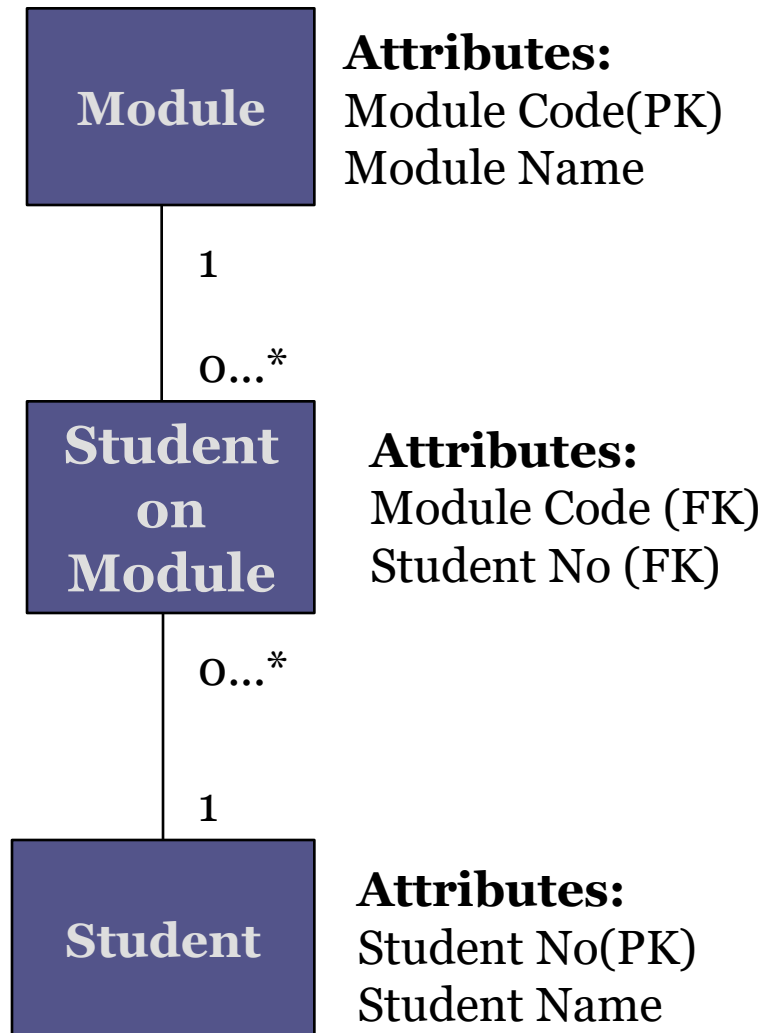 Module
Attributes:
Module Code(PK)
Module Name
1
0...*
Student
on
Module
Attributes:
Module Code (FK)
Student No (FK)
0...*
1
Student
Attributes:
Student No(PK)
Student Name